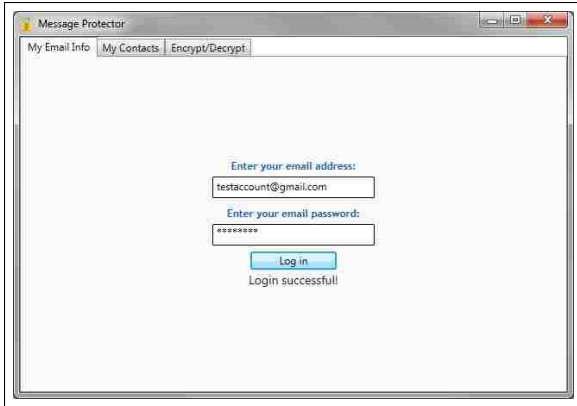 Message Protector
My Email Info My Contacts Encrypt/Decrypt
Enter your email address:
testaccount@gmail.com
Enter your email password:
********
Log in
Login successful!